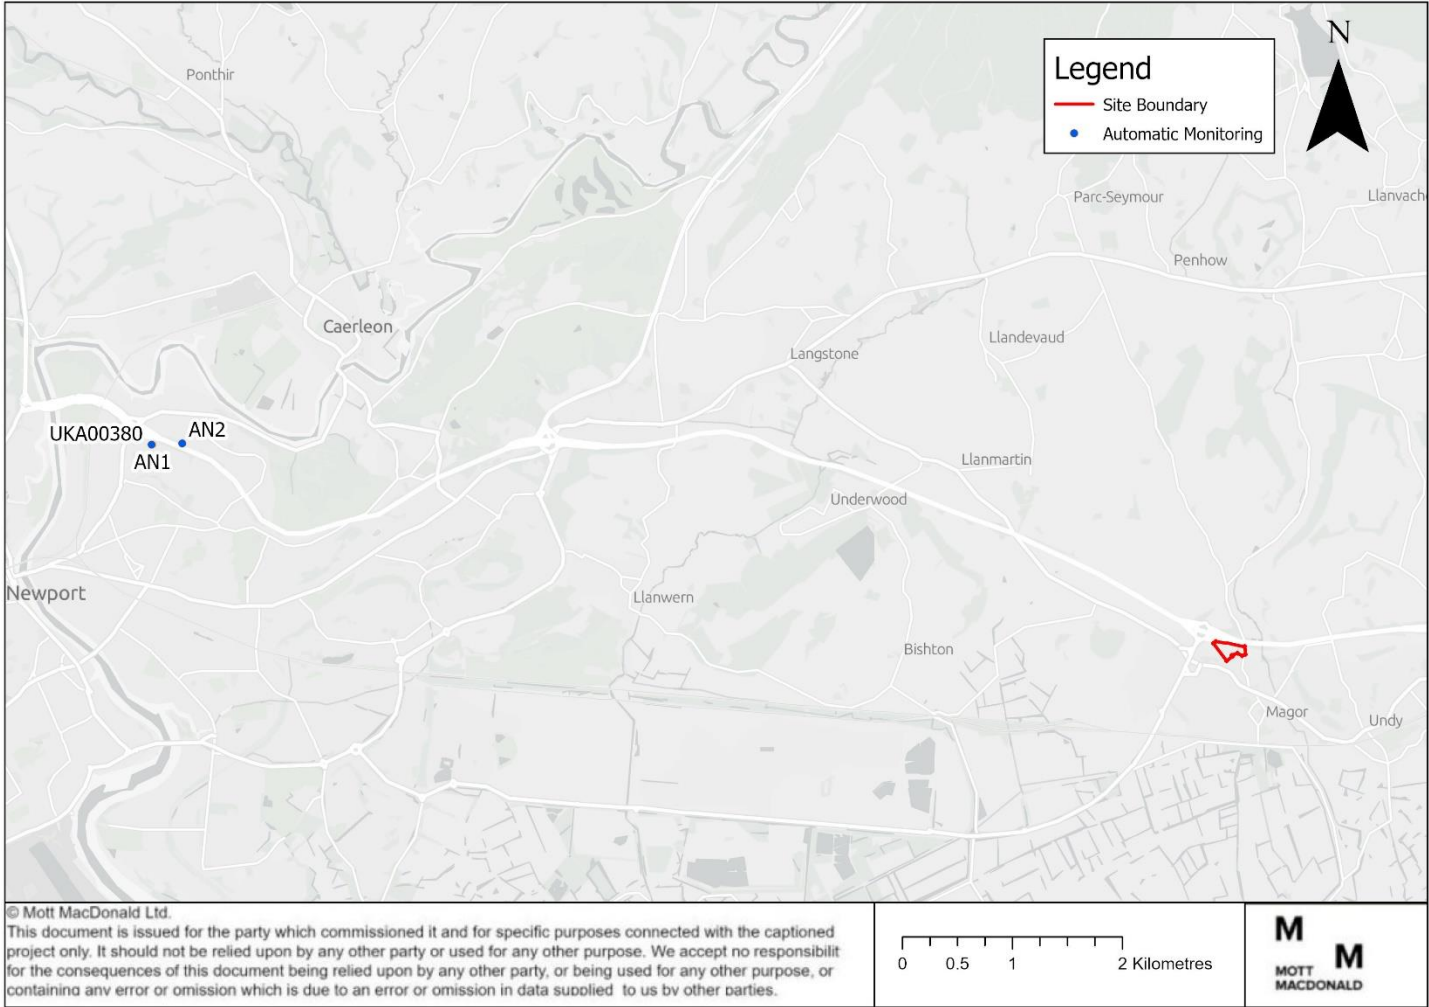 Ponthir
Legend
Site Boundary
Automatic Monitoring
N
Parc-Seymour
Llanvach
Penhow
Caerleon
Llandevaud
Langstone
UKA00380
AN2
AN1
Llanmartin
Underwood
Newport
Llanwern
Bishton
Magor
Undy
© Mott MacDonald Ltd.
This document is issued for the party which commissioned it and for specific purposes connected with the captioned
project only. It should not be relied upon by any other party or used for any other purpose. We accept no responsibilit
for the consequences of this document being relied upon by any other party, or being used for any other purpose, or
containing any error or omission which is due to an error or omission in data supplied to us by other parties.
0 0.5 1 2 Kilometres
M
M
MOTT
MACDONALD